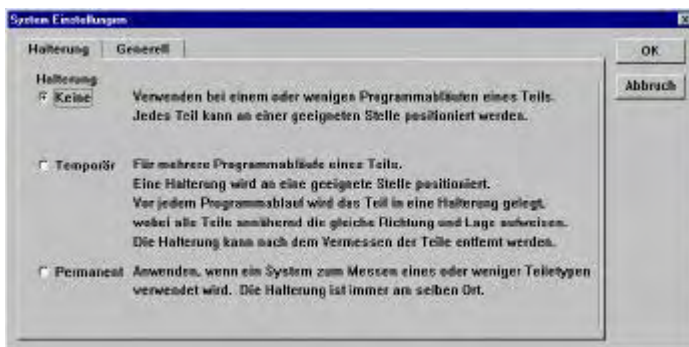 System Einstellungen
Halterung
Generell
OK
Abbruch
Halterung
Keine
Verwenden bei einem oder wenigen Programmabläufen eines Teils.
Jedes Teil kann an einer geeigneten Stelle positioniert werden.
Temporär
Für mehrere Programmabläufe eines Teils.
Eine Halterung wird an eine geeignete Stelle positioniert.
Vor jedem Programmablauf wird das Teil in eine Halterung gelegt,
wobei alle Teile annähernd die gleiche Richtung und Lage aufweisen.
Die Halterung kann nach dem Vermessen der Teile entfernt werden.
Permanent
Anwenden, wenn ein System zum Messen eines oder weniger Teiletypen
verwendet wird. Die Halterung ist immer am selben Ort.